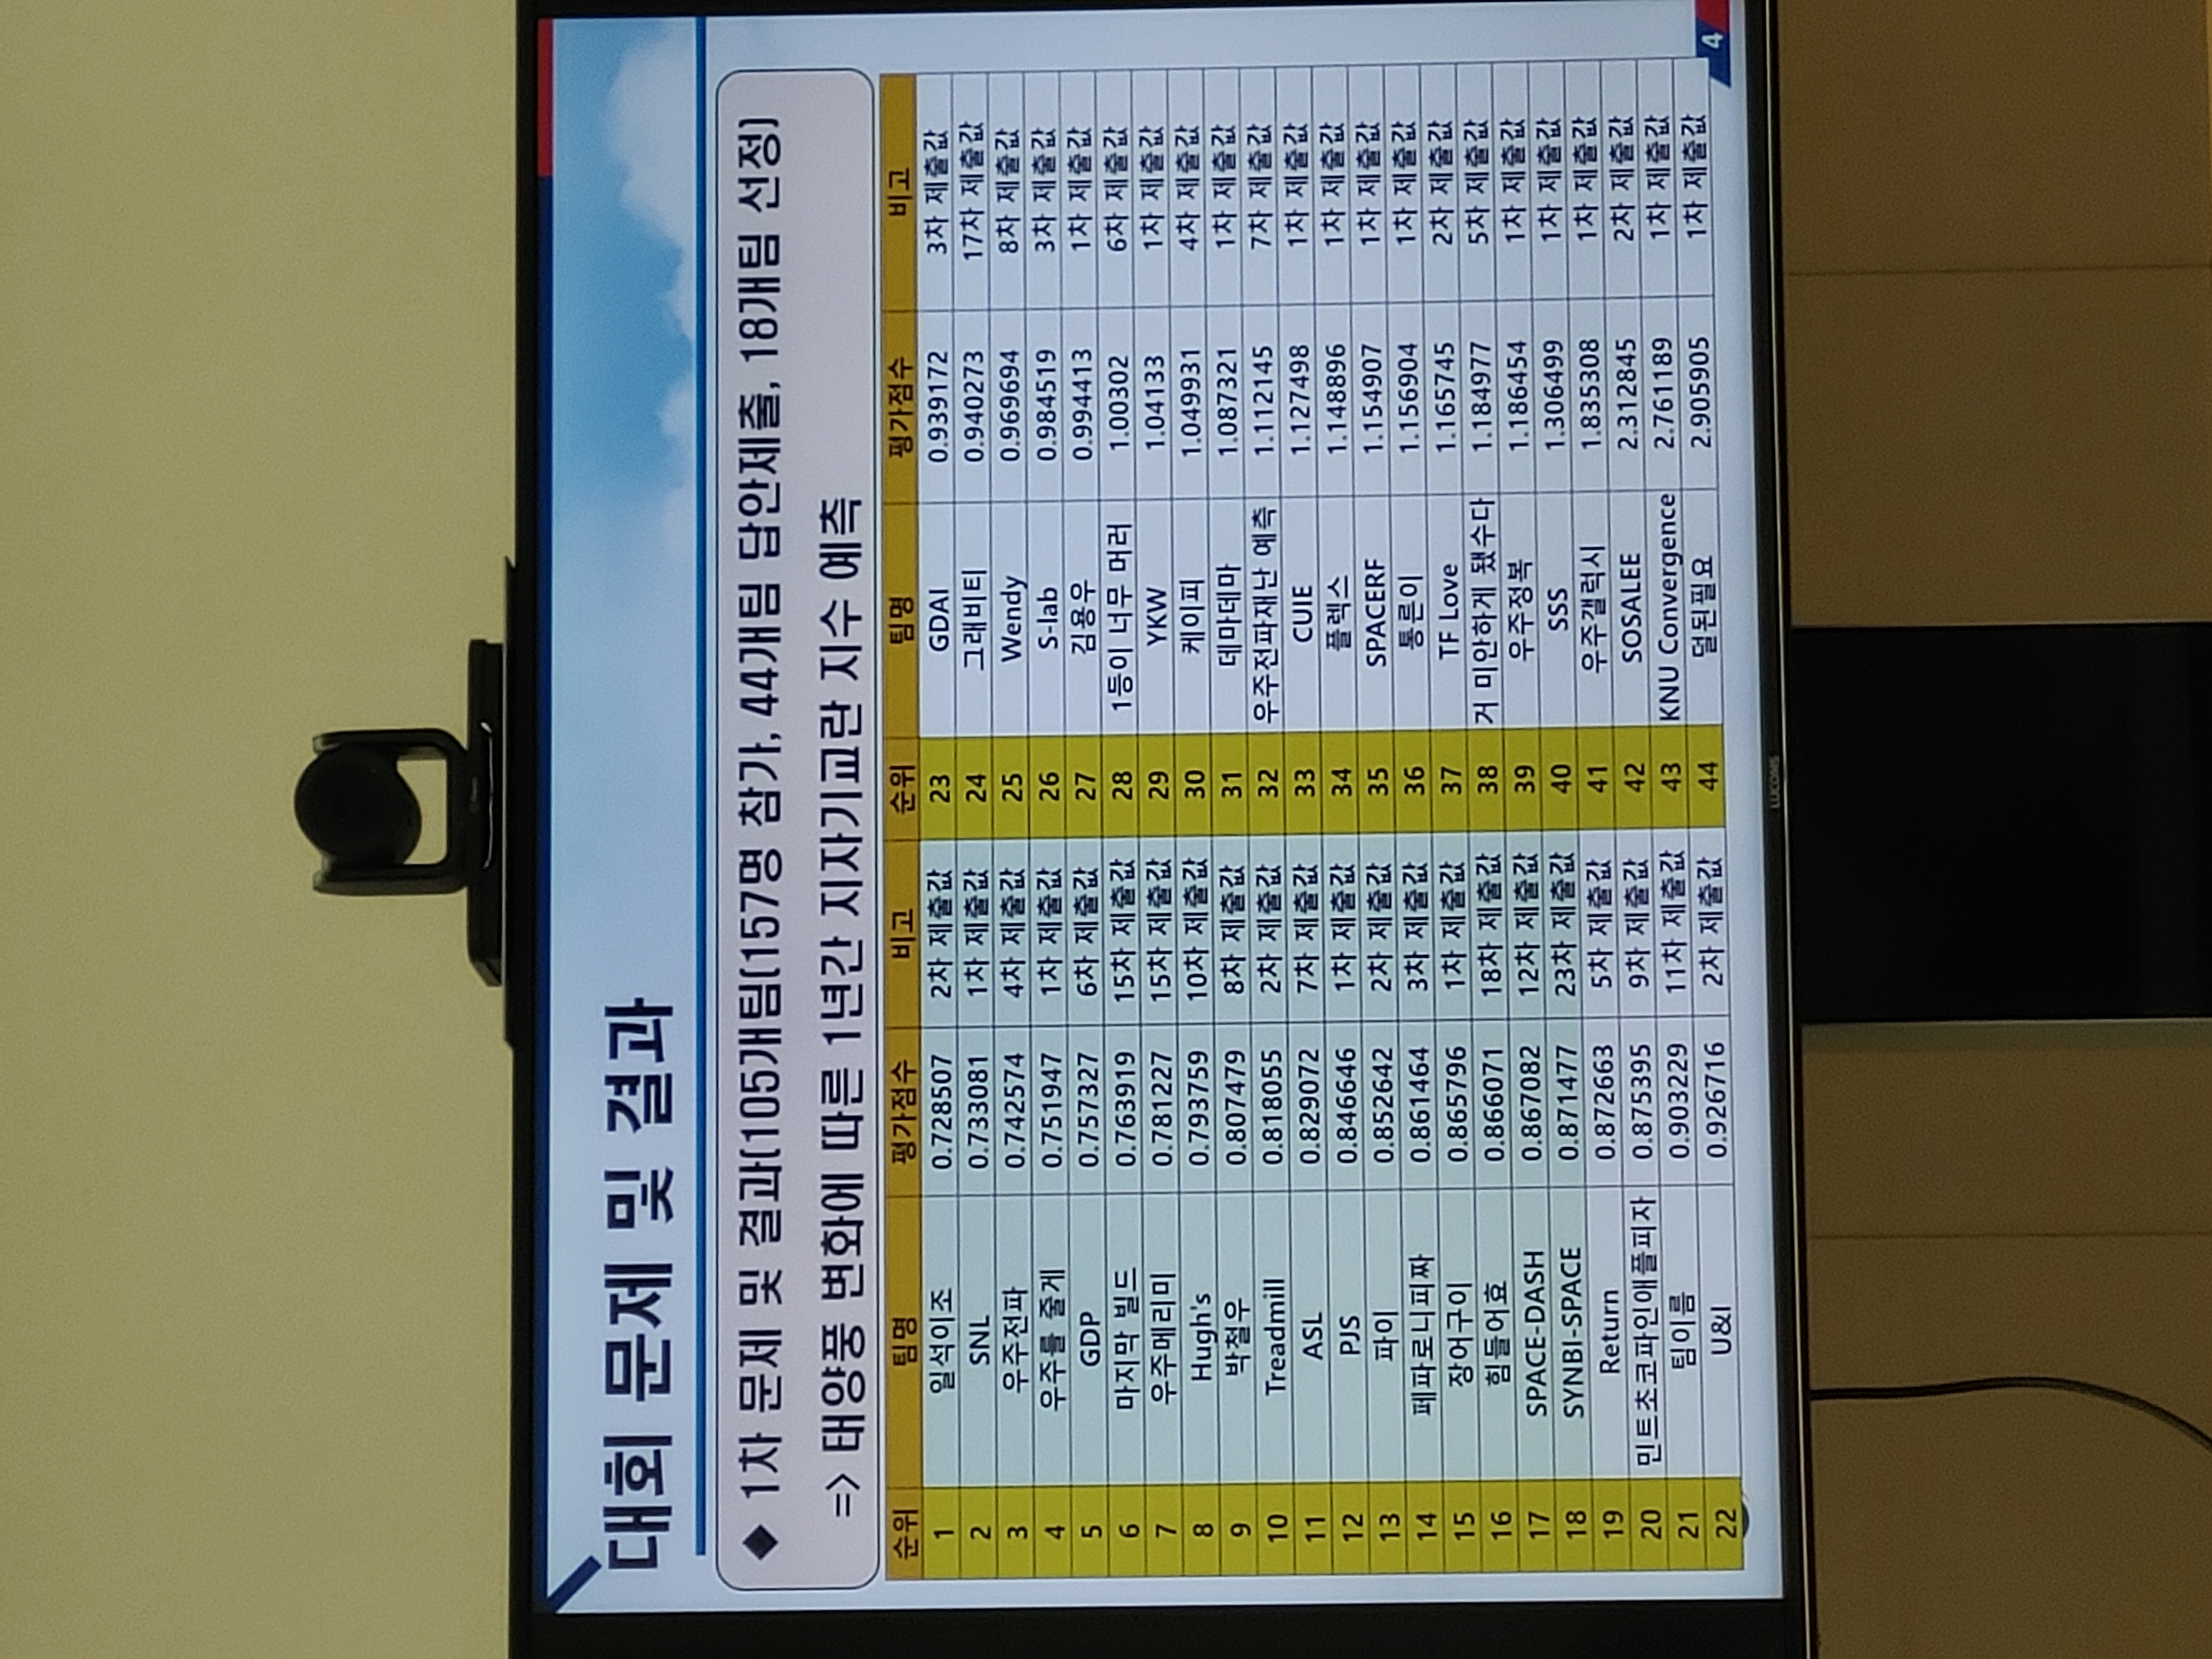 대회 문제 및 결과
◆ 1차 문제 및 결과(105개팀(157명 참가, 44개팀 답안제출, 18개팀 선정)
=> 태양풍 변화에 따른 1년간 지자기교란 지수 예측
순위 팀명 평가점수 비고 순위 팀명 평가점수 비고
1 일석이조 0.728507 2차 제출값 23 GDAI 0.939172 3차 제출값
2 SNL 0.733081 1차 제출값 24 그래비티 0.940273 17차 제출값
3 우주전파 0.742574 4차 제출값 25 Wendy 0.969694 8차 제출값
4 우주를 줄게 0.751947 1차 제출값 26 S-lab 0.984519 3차 제출값
5 GDP 0.757327 6차 제출값 27 김용우 0.994413 1차 제출값
6 마지막 빌드 0.763919 15차 제출값 28 1등이 너무 머러 1.00302 6차 제출값
7 우주메리미 0.781227 15차 제출값 29 YKW 1.04133 1차 제출값
8 Hugh's 0.793759 10차 제출값 30 케이피 1.049931 4차 제출값
9 박철우 0.807479 8차 제출값 31 데마데마 1.087321 1차 제출값
10 Treadmill 0.818055 2차 제출값 32 우주전파재난 예측 1.112145 7차 제출값
11 ASL 0.829072 7차 제출값 33 CUIE 1.127498 1차 제출값
12 PJS 0.846646 1차 제출값 34 플렉스 1.148896 1차 제출값
13 파이 0.852642 2차 제출값 35 SPACERF 1.154907 1차 제출값
14 페파로니피짜 0.861464 3차 제출값 36 통른이 1.156904 1차 제출값
15 장어구이 0.865796 1차 제출값 37 TF Love 1.165745 2차 제출값
16 힘들어효 0.866071 18차 제출값 38 거 미안하게 됐수다 1.184977 5차 제출값
17 SPACE-DASH 0.867082 12차 제출값 39 우주정복 1.186454 1차 제출값
18 SYNBI-SPACE 0.871477 23차 제출값 40 SSS 1.306499 1차 제출값
19 Return 0.872663 5차 제출값 41 우주갤럭시 1.835308 1차 제출값
20 민트초코파인애플피자 0.875395 9차 제출값 42 SOSALEE 2.312845 2차 제출값
21 팀이름 0.903229 11차 제출값 43 KNU Convergence 2.761189 1차 제출값
22 U&I 0.926716 2차 제출값 44 덜된필요 2.905905 1차 제출값
4
LUCOMS